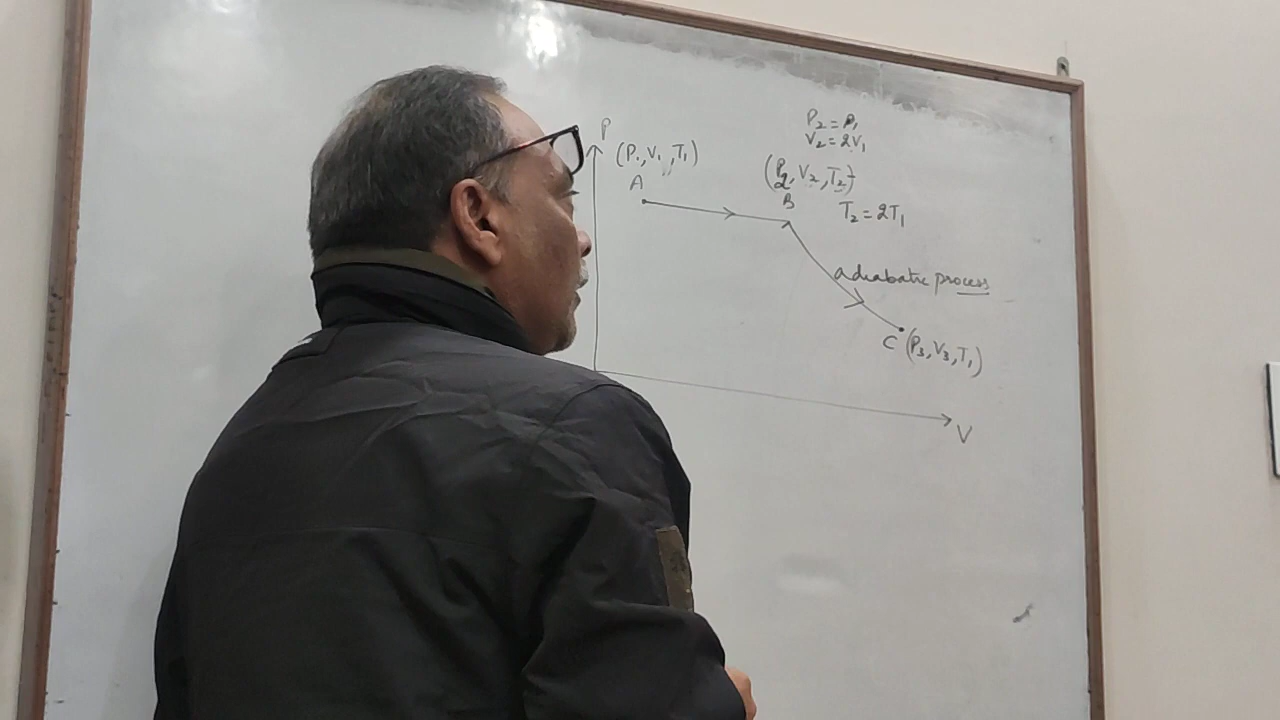 P
(P₁,V₁,T₁)
A
P₂ = P₁
V₂ = 2V₁
(P₂,V₂,T₂)
B
T₂ = 2T₁
adiabatic process
C (P₃,V₃,T₁)
V